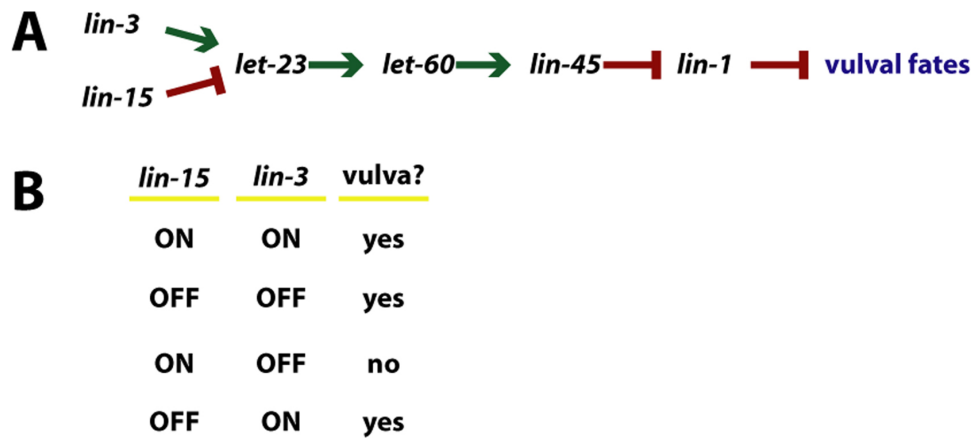 A
lin-3
lin-15
let-23 let-60 lin-45 lin-1 vulval fates
B
lin-15 lin-3 vulva?
ON ON yes
OFF OFF yes
ON OFF no
OFF ON yes